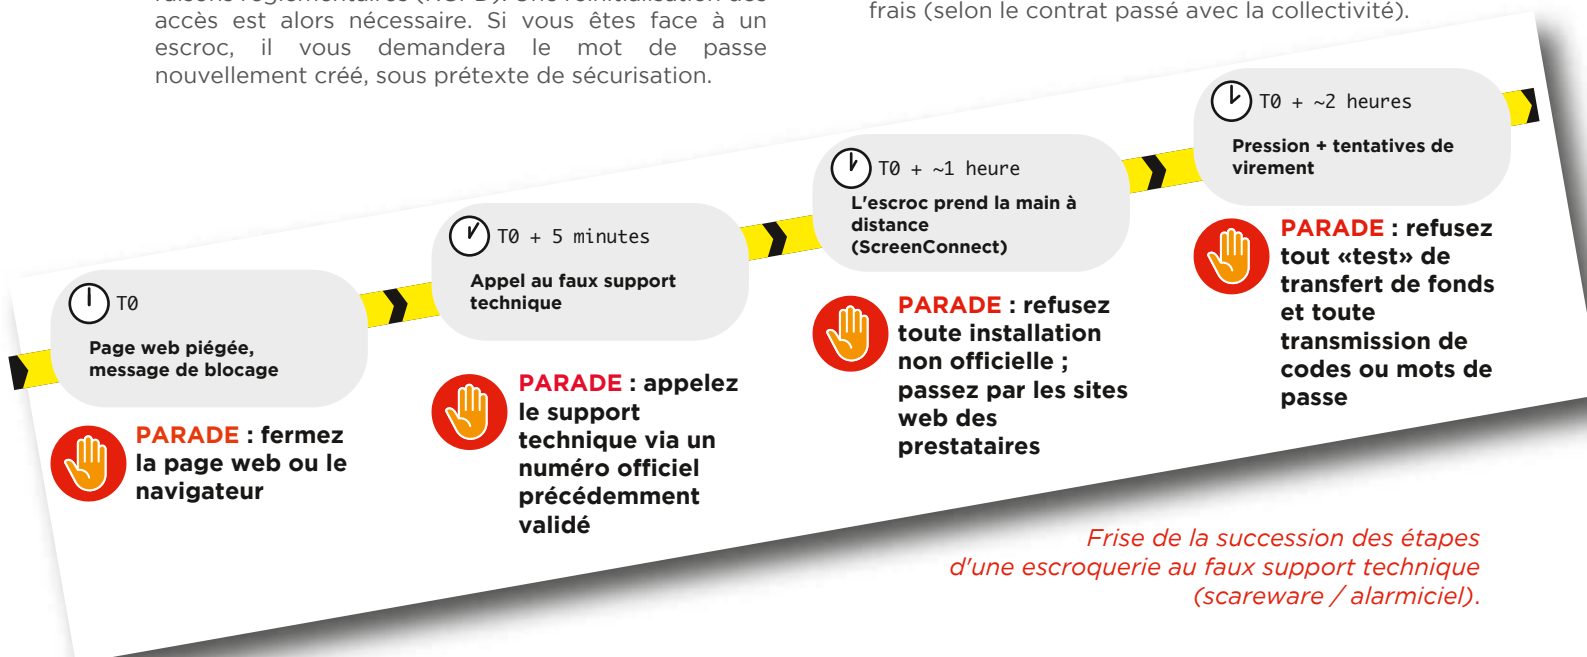 accès est alors nécessaire. Si vous êtes face à un
escroc, il vous demandera le mot de passe
nouvellement créé, sous prétexte de sécurisation.
frais (selon le contrat passé avec la collectivité).
T0
Page web piégée,
message de blocage
PARADE : fermez
la page web ou le
navigateur
T0 + 5 minutes
Appel au faux support
technique
PARADE : appelez
le support
technique via un
numéro officiel
précédemment
validé
T0 + ~1 heure
L'escroc prend la main à
distance
(ScreenConnect)
PARADE : refusez
toute installation
non officielle ;
passez par les sites
web des
prestataires
T0 + ~2 heures
Pression + tentatives de
virement
PARADE : refusez
tout «test» de
transfert de fonds
et toute
transmission de
codes ou mots de
passe
Frise de la succession des étapes
d'une escroquerie au faux support technique
(scareware / alarmiciel).